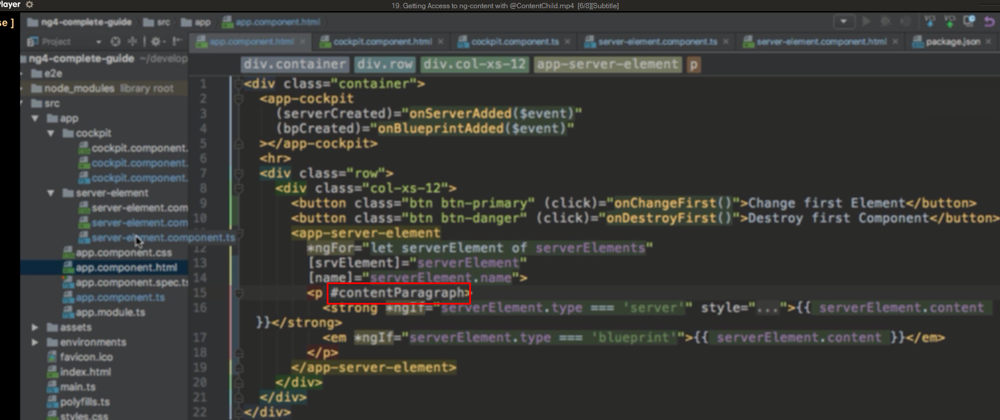 Player
19. Getting Access to ng-content with @ContentChild.mp4 [6/8][Subtitle]
se ]
ng4-complete-guide src app app.component.html
Project
app.component.html cockpit.component.html cockpit.component.ts server-element.component.ts server-element.component.html package.json
ng4-complete-guide ~/develop
e2e
node_modules library root
src
app
cockpit
cockpit.component.
cockpit.component.
cockpit.component.
server-element
server-element.com
server-element.com
server-element.component.ts
app.component.css
app.component.html
app.component.spec.ts
app.component.ts
app.module.ts
assets
environments
favicon.ico
index.html
main.ts
polyfills.ts
styles.css
div.container div.row div.col-xs-12 app-server-element p
1 <div class="container">
2 <app-cockpit
3 (serverCreated)="onServerAdded($event)"
4 (bpCreated)="onBlueprintAdded($event)"
5 ></app-cockpit>
6 <hr>
7 <div class="row">
8 <div class="col-xs-12">
9 <button class="btn btn-primary" (click)="onChangeFirst()">Change first Element</button>
10 <button class="btn btn-danger" (click)="onDestroyFirst()">Destroy first Component</button>
<app-server-element
12 *ngFor="let serverElement of serverElements"
13 [srvElement]="serverElement"
14 [name]="serverElement.name">
15 <p #contentParagraph>
16 <strong *ngIf="serverElement.type === 'server'" style="...">{{ serverElement.content
}}</strong>
17 <em *ngIf="serverElement.type === 'blueprint'">{{ serverElement.content }}</em>
18 </p>
19 </app-server-element>
20 </div>
21 </div>
22 </div>